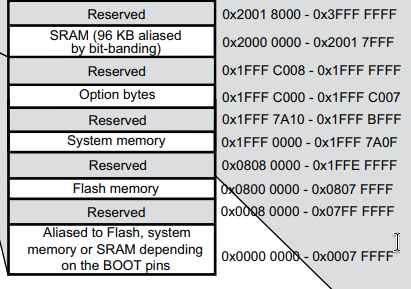 Reserved 0x2001 8000 - 0x3FFF FFFF
SRAM (96 KB aliased
by bit-banding) 0x2000 0000 - 0x2001 7FFF
Reserved 0x1FFF C008 - 0x1FFF FFFF
Option bytes 0x1FFF C000 - 0x1FFF C007
Reserved 0x1FFF 7A10 - 0x1FFF BFFF
System memory 0x1FFF 0000 - 0x1FFF 7A0F
Reserved 0x0808 0000 - 0x1FFE FFFF
Flash memory 0x0800 0000 - 0x0807 FFFF
Reserved 0x0008 0000 - 0x07FF FFFF
Aliased to Flash, system
memory or SRAM depending
on the BOOT pins 0x0000 0000 - 0x0007 FFFF